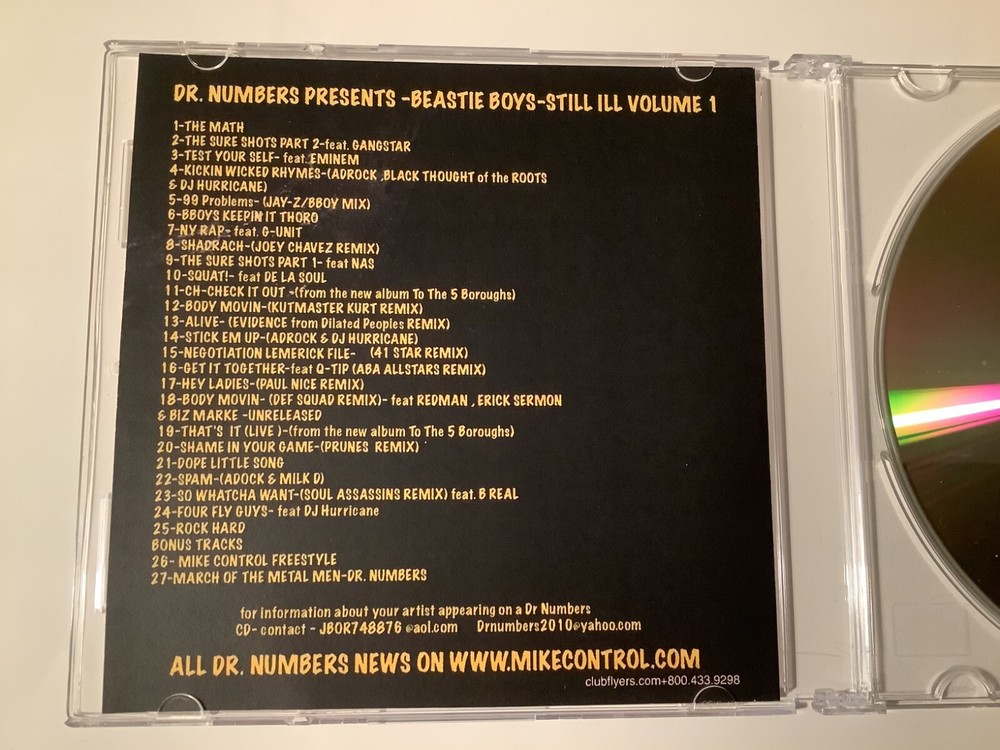 DR. NUMBERS PRESENTS -BEASTIE BOYS-STILL ILL VOLUME 1
1-THE MATH
2-THE SURE SHOTS PART 2-feat. GANGSTAR
3-TEST YOUR SELF- feat. EMINEM
4-KICKIN WICKED RHYMES-(ADROCK ,BLACK THOUGHT of the ROOTS
& DJ HURRICANE)
5-99 Problems- (JAY-Z/BBOY MIX)
6-BBOYS KEEPIN IT THORO
7-NY RAP- feat. G-UNIT
8-SHADRACH-(JOEY CHAVEZ REMIX)
9-THE SURE SHOTS PART 1- feat NAS
10-SQUAT!- feat DE LA SOUL
11-CH-CHECK IT OUT -(from the new album To The 5 Boroughs)
12-BODY MOVIN-(KUTMASTER KURT REMIX)
13-ALIVE- (EVIDENCE from Dilated Peoples REMIX)
14-STICK EM UP-(ADROCK & DJ HURRICANE)
15-NEGOTIATION LEMERICK FILE- (41 STAR REMIX)
16-GET IT TOGETHER-feat Q-TIP (ABA ALLSTARS REMIX)
17-HEY LADIES-(PAUL NICE REMIX)
18-BODY MOVIN- (DEF SQUAD REMIX)- feat REDMAN , ERICK SERMON
& BIZ MARKE -UNRELEASED
19-THAT'S IT (LIVE )-(from the new album To The 5 Boroughs)
20-SHAME IN YOUR GAME-(PRUNES REMIX)
21-DOPE LITTLE SONG
22-SPAM-(ADOCK & MILK D)
23-SO WHATCHA WANT-(SOUL ASSASSINS REMIX) feat. B REAL
24-FOUR FLY GUYS- feat DJ Hurricane
25-ROCK HARD
BONUS TRACKS
26- MIKE CONTROL FREESTYLE
27-MARCH OF THE METAL MEN-DR. NUMBERS
for information about your artist appearing on a Dr Numbers
CD- contact - JBOR748876 @aol.com Drnumbers2010@yahoo.com
ALL DR. NUMBERS NEWS ON WWW.MIKECONTROL.COM
clubflyers.com+800.433.9298